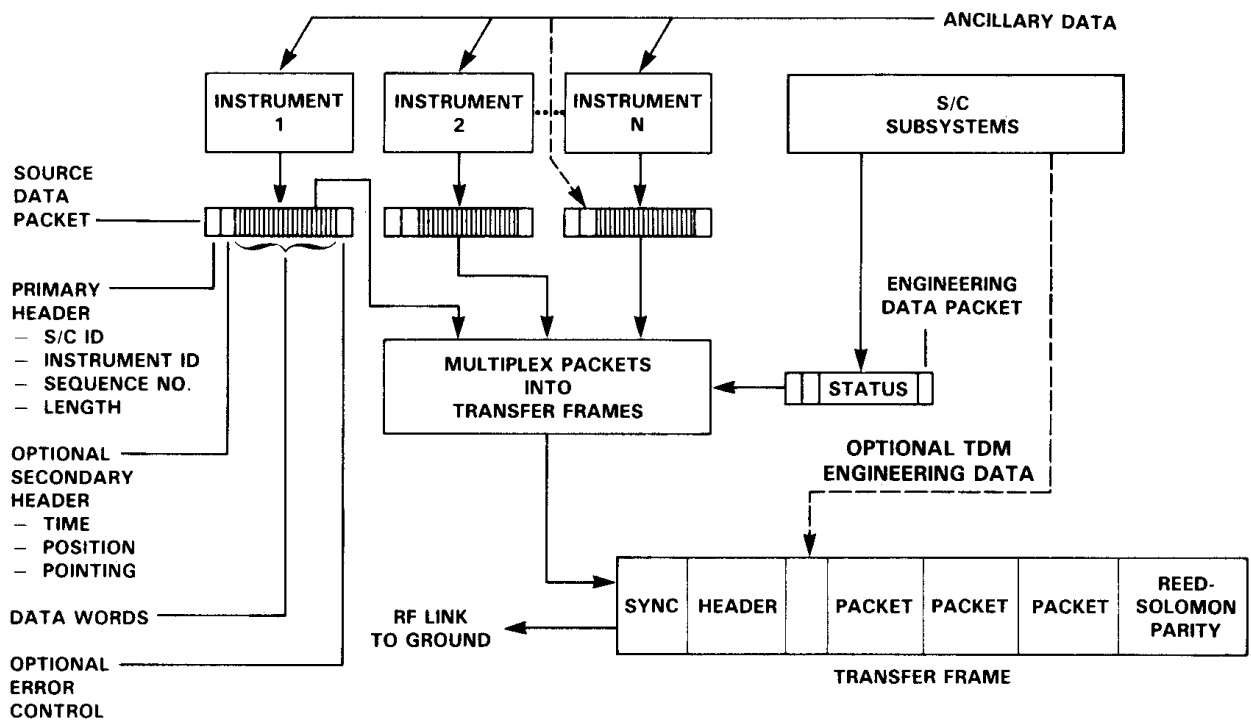 ANCILLARY DATA
INSTRUMENT
1
INSTRUMENT
2
INSTRUMENT
N
S/C
SUBSYSTEMS
SOURCE
DATA
PACKET
PRIMARY
HEADER
– S/C ID
– INSTRUMENT ID
– SEQUENCE NO.
– LENGTH
OPTIONAL
SECONDARY
HEADER
– TIME
– POSITION
– POINTING
DATA WORDS
OPTIONAL
ERROR
CONTROL
MULTIPLEX PACKETS
INTO
TRANSFER FRAMES
ENGINEERING
DATA PACKET
STATUS
OPTIONAL TDM
ENGINEERING DATA
RF LINK
TO GROUND
SYNC
HEADER
PACKET
PACKET
PACKET
REED-
SOLOMON
PARITY
TRANSFER FRAME